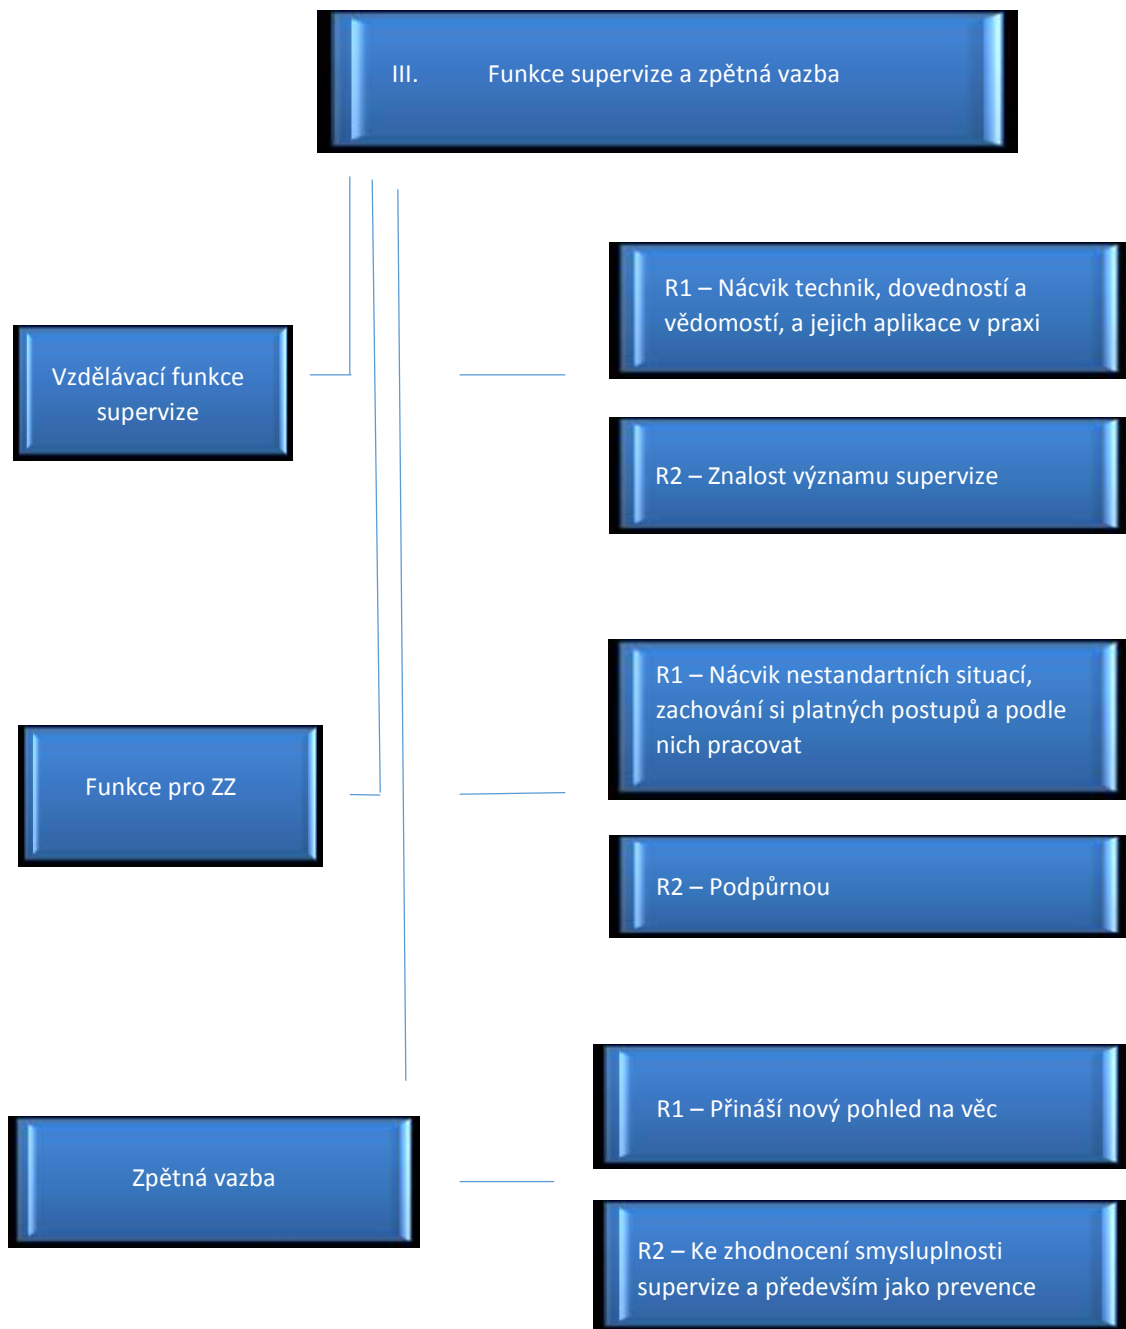 III. Funkce supervize a zpětná vazba
Vzdělávací funkce
supervize
R1 – Nácvik technik, dovedností a
vědomostí, a jejich aplikace v praxi
R2 – Znalost významu supervize
Funkce pro ZZ
R1 – Nácvik nestandartních situací,
zachování si platných postupů a podle
nich pracovat
R2 – Podpůrnou
Zpětná vazba
R1 – Přináší nový pohled na věc
R2 – Ke zhodnocení smysluplnosti
supervize a především jako prevence